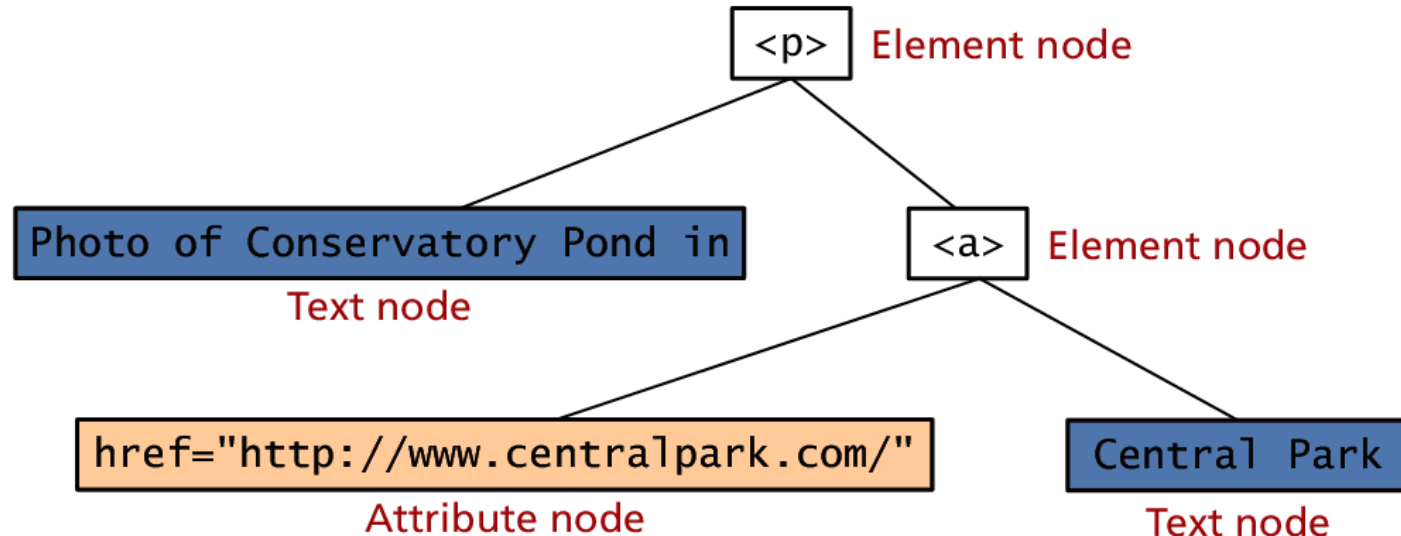 <p> Element node
Photo of Conservatory Pond in
Text node
<a> Element node
href="http://www.centralpark.com/"
Attribute node
Central Park
Text node